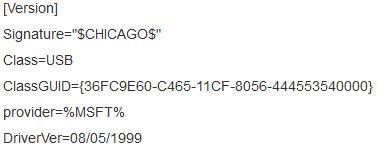 [Version]
Signature="$CHICAGO$"
Class=USB
ClassGUID={36FC9E60-C465-11CF-8056-444553540000}
provider=%MSFT%
DriverVer=08/05/1999